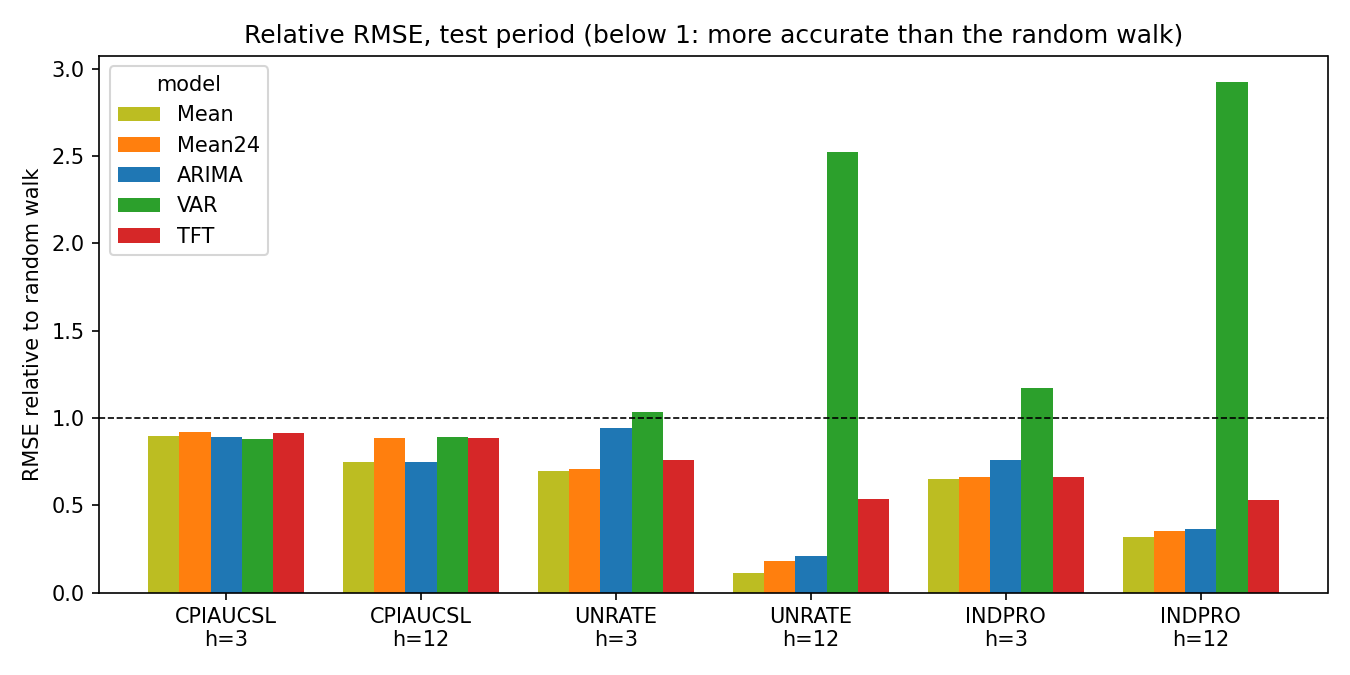 Relative RMSE, test period (below 1: more accurate than the random walk)
RMSE relative to random walk
3.0
2.5
2.0
1.5
1.0
0.5
0.0
model
Mean
Mean24
ARIMA
VAR
TFT
CPIAUCSL
h=3
CPIAUCSL
h=12
UNRATE
h=3
UNRATE
h=12
INDPRO
h=3
INDPRO
h=12